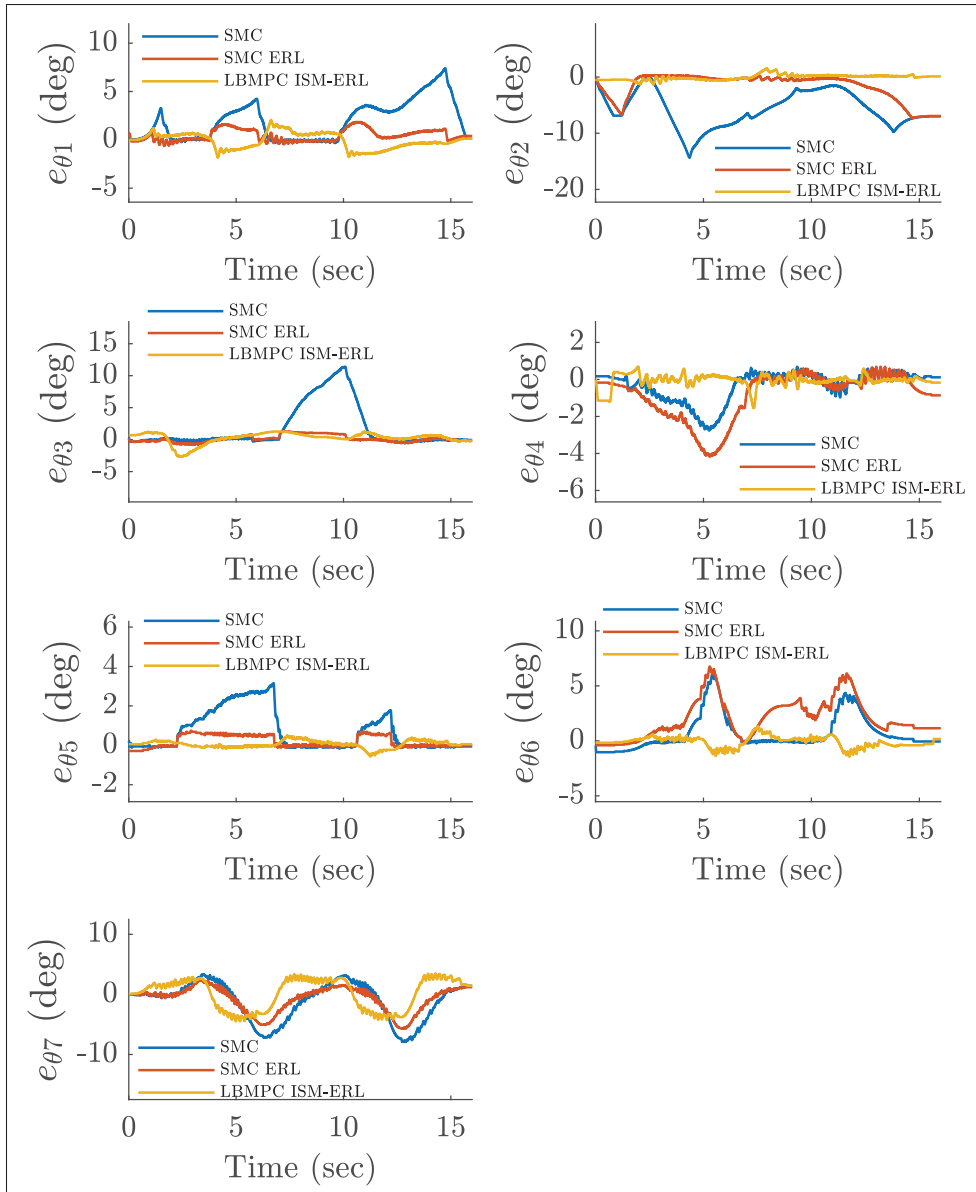 10
5
0
-5
e_θ1 (deg)
SMC
SMC ERL
LBMPC ISM-ERL
0 5 10 15
Time (sec)
0
-10
-20
e_θ2 (deg)
SMC
SMC ERL
LBMPC ISM-ERL
0 5 10 15
Time (sec)
15
10
5
0
-5
e_θ3 (deg)
SMC
SMC ERL
LBMPC ISM-ERL
0 5 10 15
Time (sec)
2
0
-2
-4
-6
e_θ4 (deg)
SMC
SMC ERL
LBMPC ISM-ERL
0 5 10 15
Time (sec)
6
4
2
0
-2
e_θ5 (deg)
SMC
SMC ERL
LBMPC ISM-ERL
0 5 10 15
Time (sec)
10
5
0
-5
e_θ6 (deg)
SMC
SMC ERL
LBMPC ISM-ERL
0 5 10 15
Time (sec)
10
0
-10
e_θ7 (deg)
SMC
SMC ERL
LBMPC ISM-ERL
0 5 10 15
Time (sec)